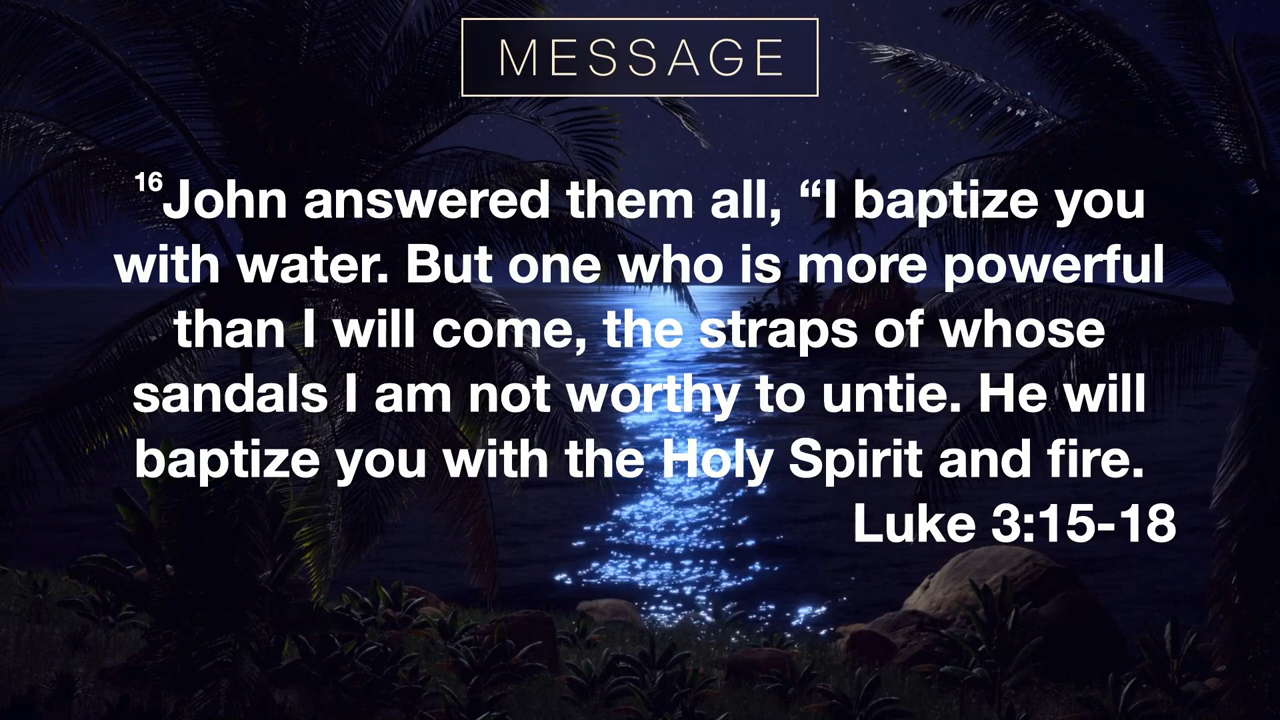 MESSAGE
16 John answered them all, “I baptize you
with water. But one who is more powerful
than I will come, the straps of whose
sandals I am not worthy to untie. He will
baptize you with the Holy Spirit and fire.
Luke 3:15-18